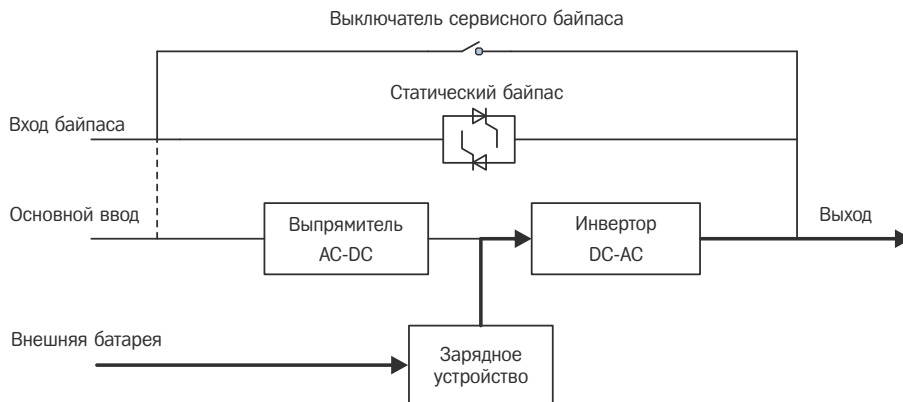 Выключатель сервисного байпаса
Статический байпас
Вход байпаса
Основной ввод
Выпрямитель
AC-DC
Инвертор
DC-AC
Выход
Внешняя батарея
Зарядное
устройство